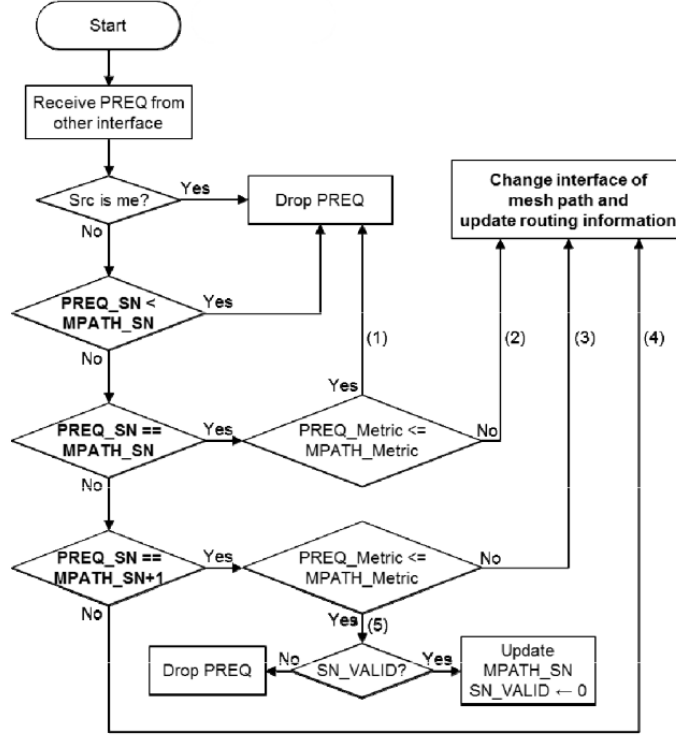 Start
Receive PREQ from
other interface
Src is me?
Yes
Drop PREQ
Change interface of
mesh path and
update routing information
No
PREQ_SN <
MPATH_SN
Yes
(1)
(2)
(3)
(4)
No
Yes
PREQ_SN ==
MPATH_SN
Yes
PREQ_Metric <=
MPATH_Metric
No
No
PREQ_SN ==
MPATH_SN+1
Yes
PREQ_Metric <=
MPATH_Metric
No
No
Yes
(5)
Drop PREQ
No
SN_VALID?
Yes
Update
MPATH_SN
SN_VALID ← 0